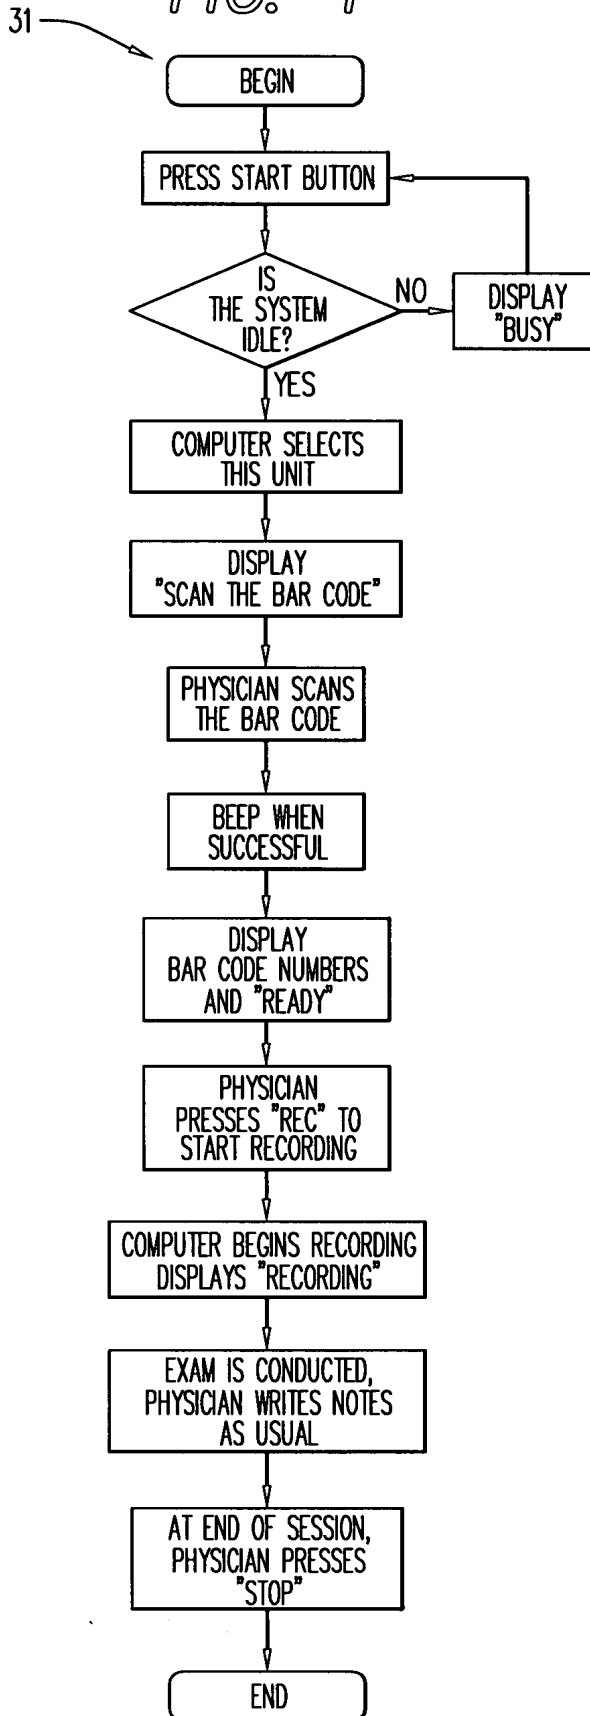 31
BEGIN
PRESS START BUTTON
IS
THE SYSTEM
IDLE?
NO
DISPLAY
"BUSY"
YES
COMPUTER SELECTS
THIS UNIT
DISPLAY
"SCAN THE BAR CODE"
PHYSICIAN SCANS
THE BAR CODE
BEEP WHEN
SUCCESSFUL
DISPLAY
BAR CODE NUMBERS
AND "READY"
PHYSICIAN
PRESSES "REC" TO
START RECORDING
COMPUTER BEGINS RECORDING
DISPLAYS "RECORDING"
EXAM IS CONDUCTED,
PHYSICIAN WRITES NOTES
AS USUAL
AT END OF SESSION,
PHYSICIAN PRESSES
"STOP"
END